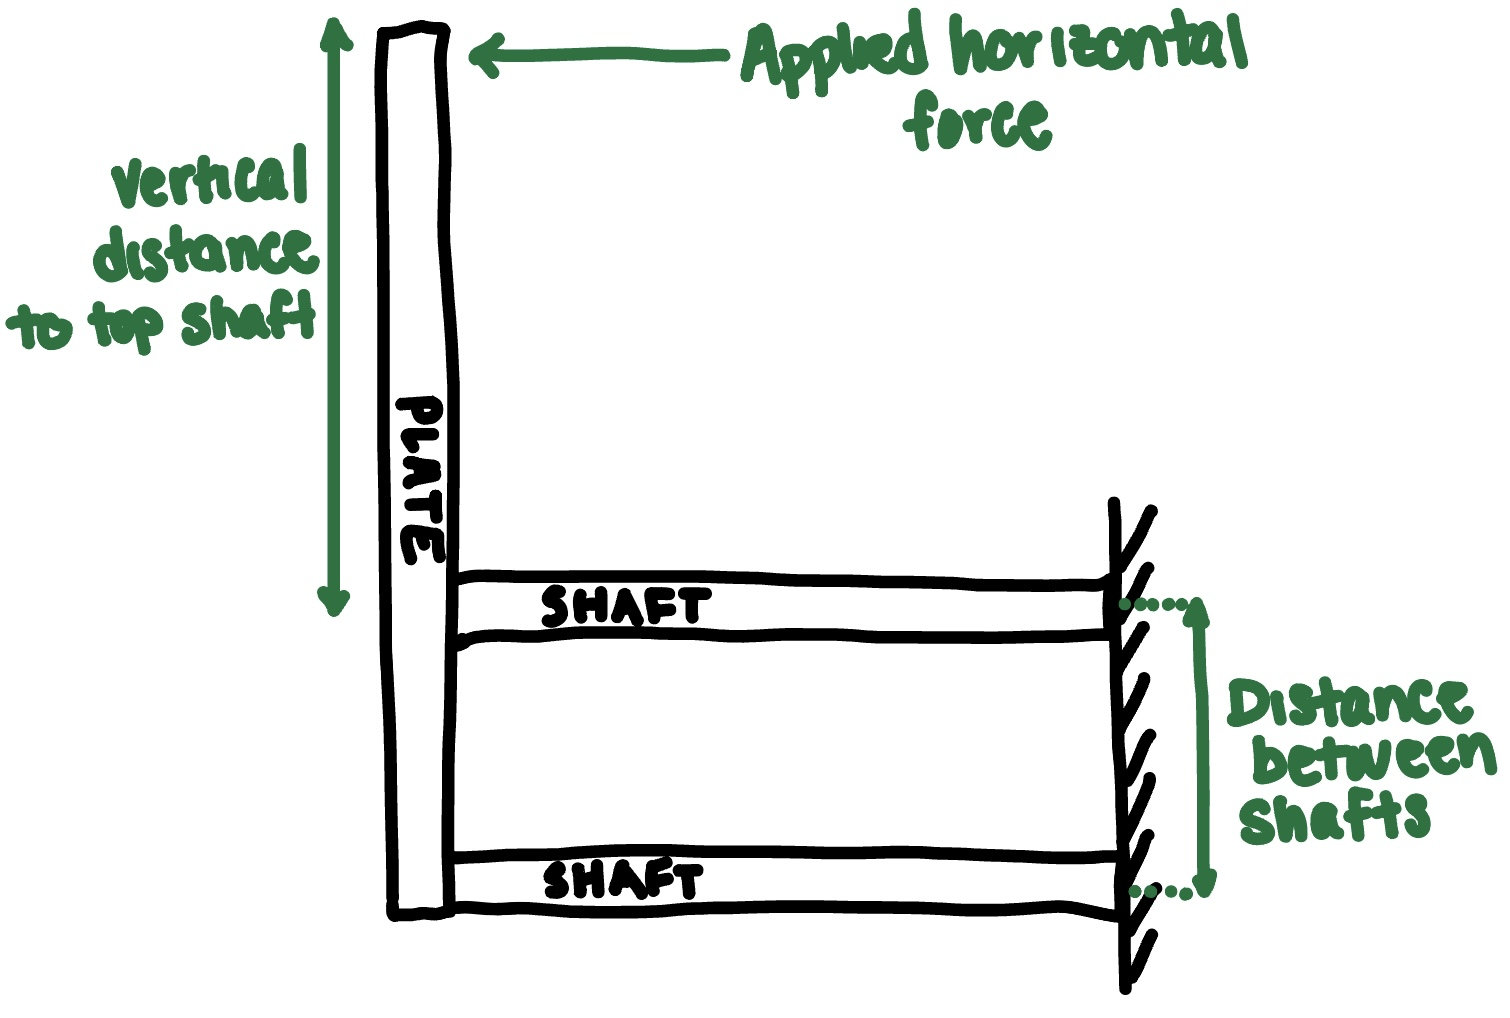 Applied horizontal
force
vertical
distance
to top shaft
PLATE
SHAFT
Distance
between
shafts
SHAFT